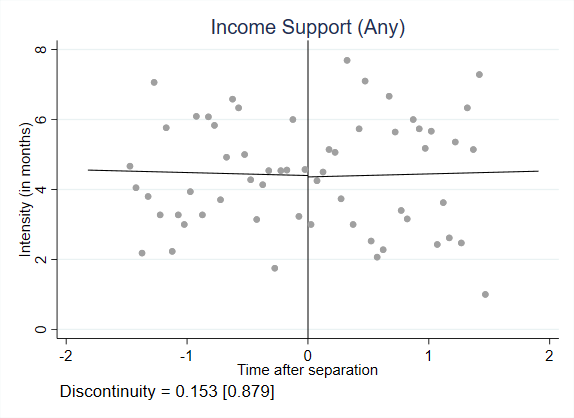 Income Support (Any)
Intensity (in months)
8
6
4
2
0
-2 -1 0 1 2
Time after separation
Discontinuity = 0.153 [0.879]